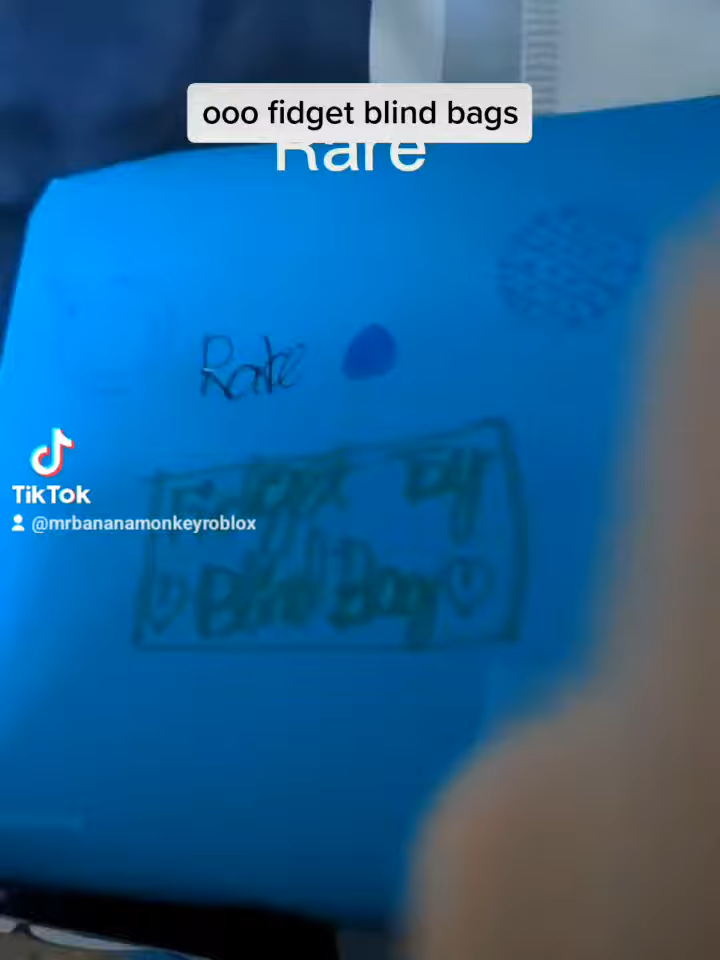 ooo fidget blind bags
Rare
Rare
Fidget Toy
Blind Bag
TikTok
@mrbananamonkeyroblox